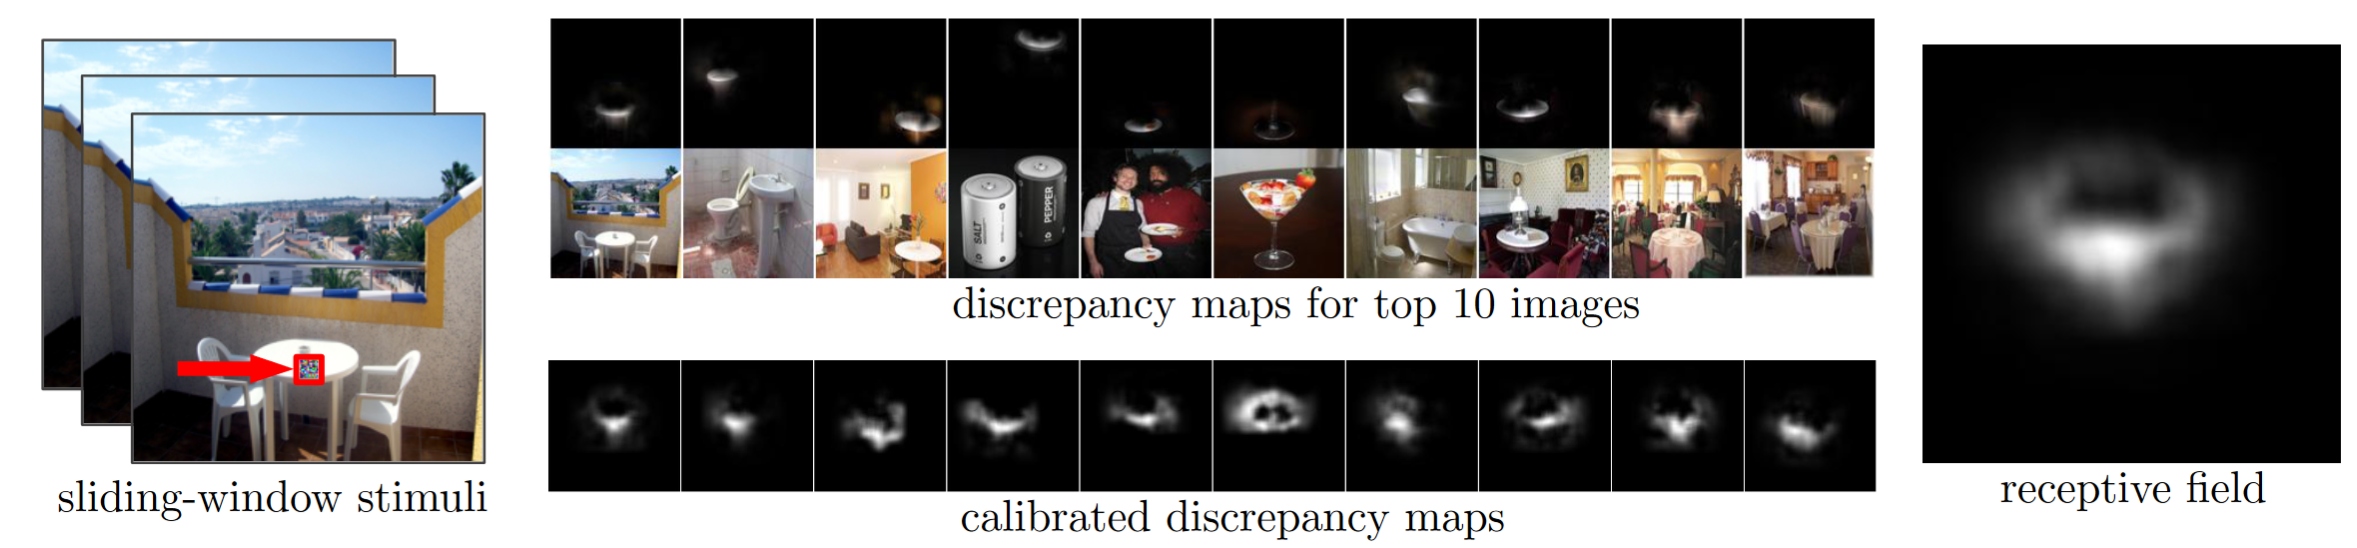 SALT
PEPPER
discrepancy maps for top 10 images
sliding-window stimuli
calibrated discrepancy maps
receptive field